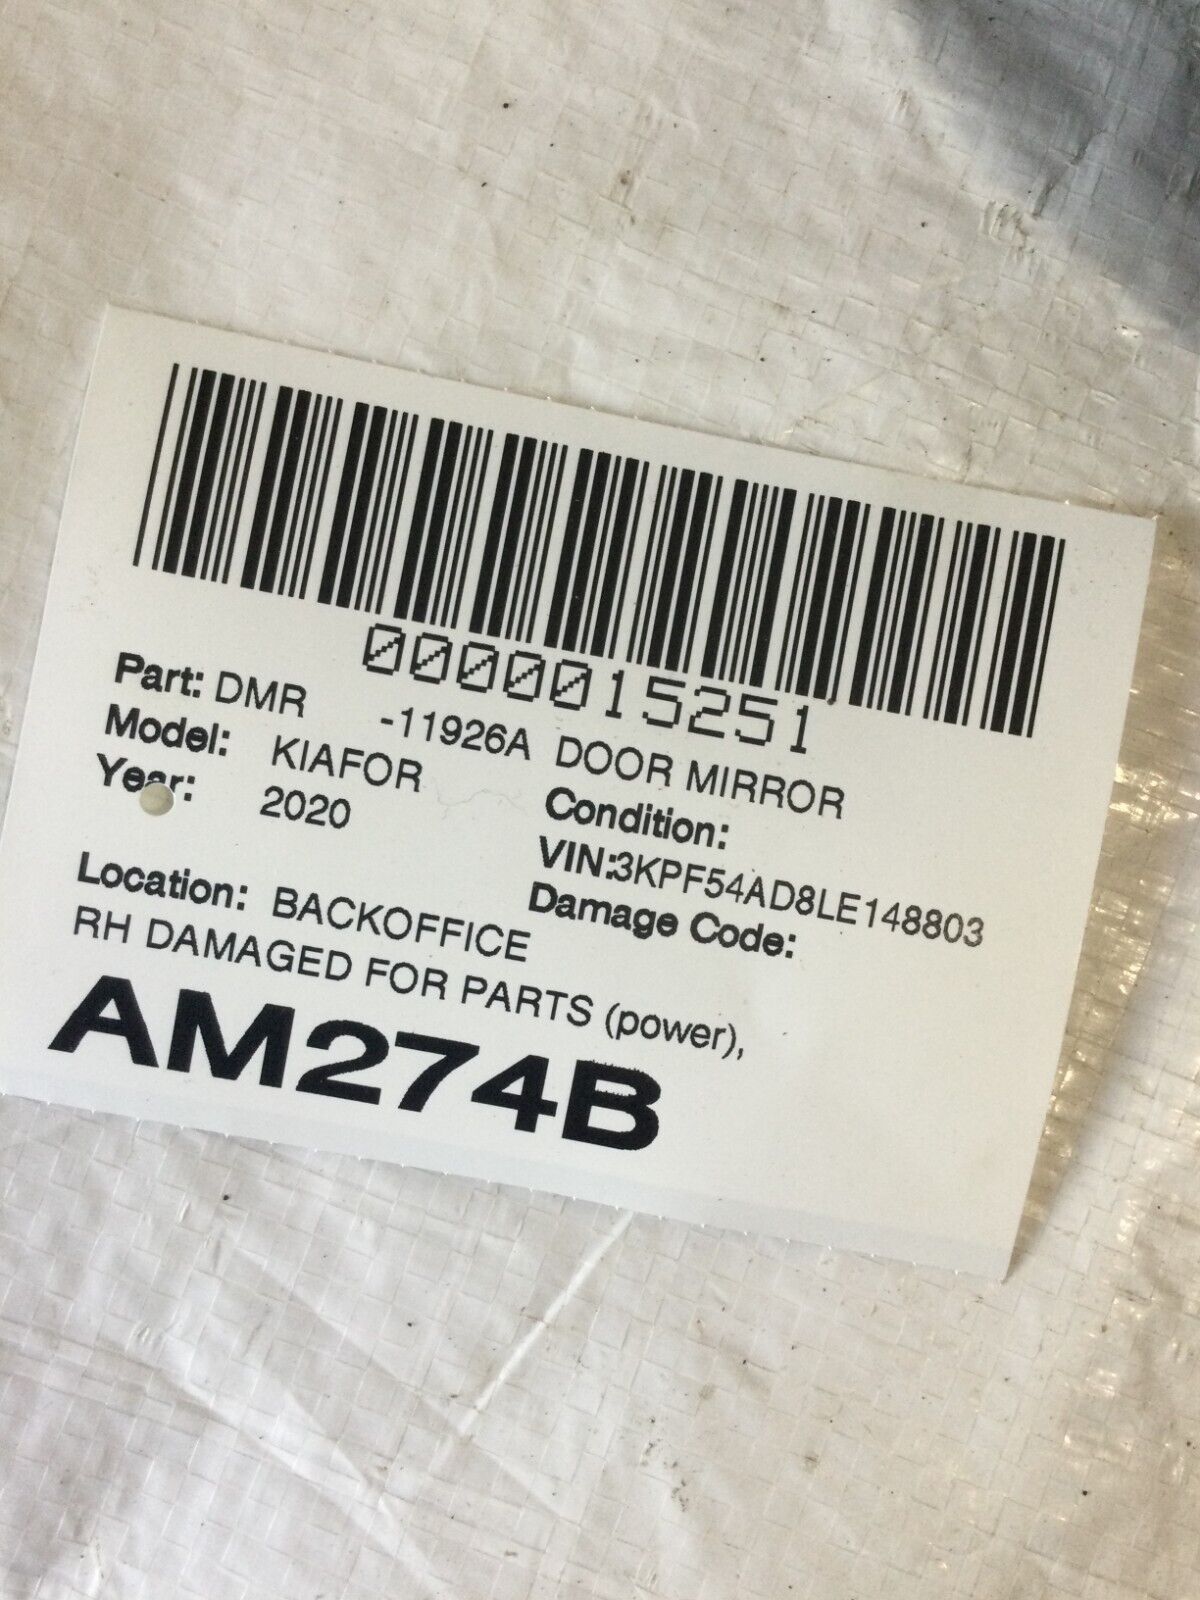 0000015251
Part: DMR -11926A DOOR MIRROR
Model: KIAFOR Condition:
Year: 2020 VIN:3KPF54AD8LE148803
Damage Code:
Location: BACKOFFICE
RH DAMAGED FOR PARTS (power),
AM274B